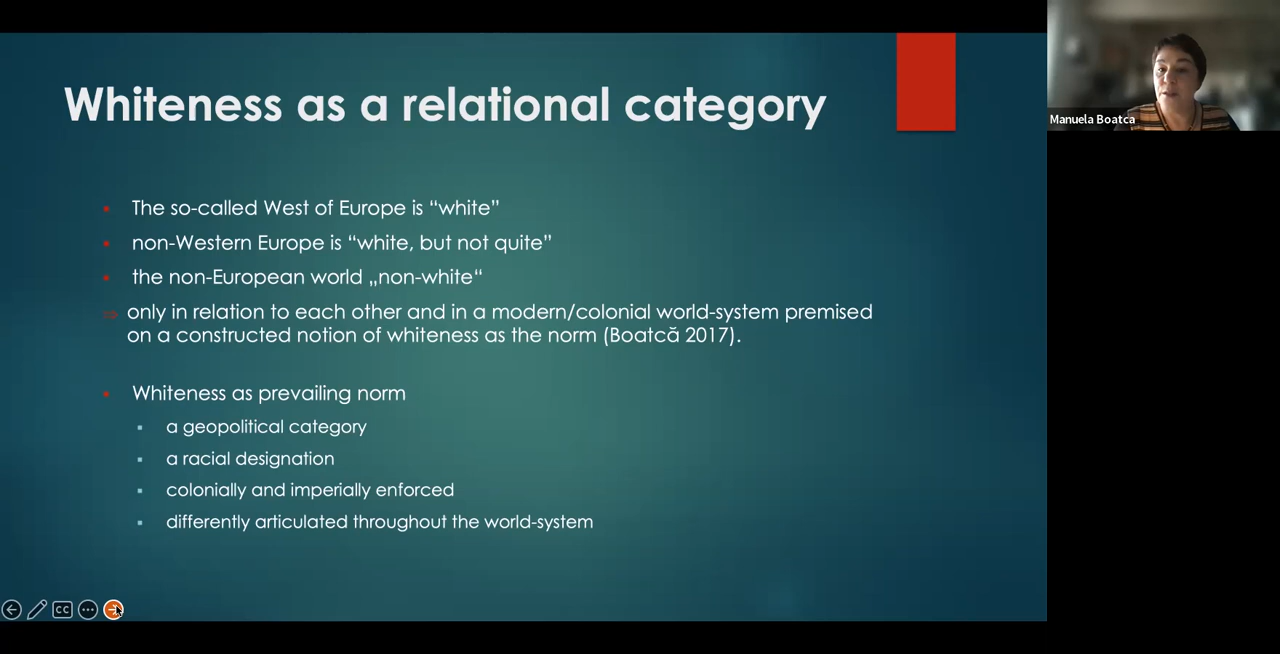 Whiteness as a relational category
The so-called West of Europe is “white”
non-Western Europe is “white, but not quite”
the non-European world „non-white“
⇒ only in relation to each other and in a modern/colonial world-system premised
on a constructed notion of whiteness as the norm (Boatcă 2017).
Whiteness as prevailing norm
a geopolitical category
a racial designation
colonially and imperially enforced
differently articulated throughout the world-system
CC
Manuela Boatca